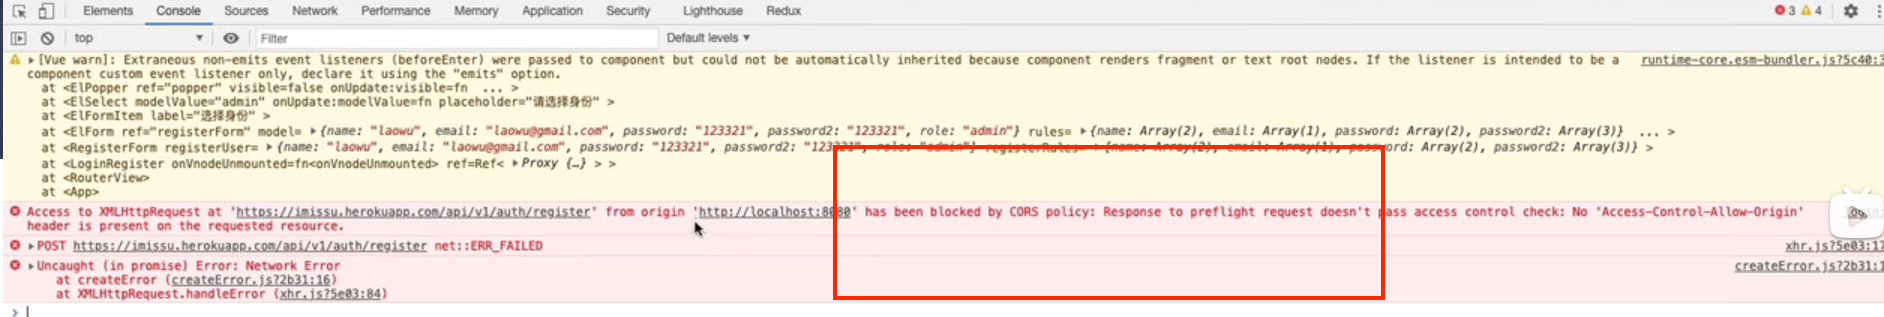 Elements Console Sources Network Performance Memory Application Security Lighthouse Redux 3 4
top Filter Default levels
[Vue warn]: Extraneous non-emits event listeners (beforeEnter) were passed to component but could not be automatically inherited because component renders fragment or text root nodes. If the listener is intended to be a runtime-core.esm-bundler.js?5c40:3
component custom event listener only, declare it using the "emits" option.
at <ElPopper ref="popper" visible=false onUpdate:visible=fn ... >
at <ElSelect modelValue="admin" onUpdate:modelValue=fn placeholder="请选择身份" >
at <ElFormItem label="选择身份" >
at <ElForm ref="registerForm" model= {name: "laowu", email: "laowu@gmail.com", password: "123321", password2: "123321", role: "admin"} rules= {name: Array(2), email: Array(1), password: Array(2), password2: Array(3)} ... >
at <RegisterForm registerUser= {name: "laowu", email: "laowu@gmail.com", password: "123321", password2: "123321", role: "admin"} registerRules= {name: Array(2), email: Array(1), password: Array(2), password2: Array(3)} >
at <LoginRegister onVnodeUnmounted=fn<onVnodeUnmounted> ref=Ref< Proxy {…} > >
at <RouterView>
at <App>
Access to XMLHttpRequest at 'https://imissu.herokuapp.com/api/v1/auth/register' from origin 'http://localhost:8080' has been blocked by CORS policy: Response to preflight request doesn't pass access control check: No 'Access-Control-Allow-Origin'
header is present on the requested resource.
POST https://imissu.herokuapp.com/api/v1/auth/register net::ERR_FAILED xhr.js?5e03:17
Uncaught (in promise) Error: Network Error createError.js?2b31:1
at createError (createError.js?2b31:16)
at XMLHttpRequest.handleError (xhr.js?5e03:84)